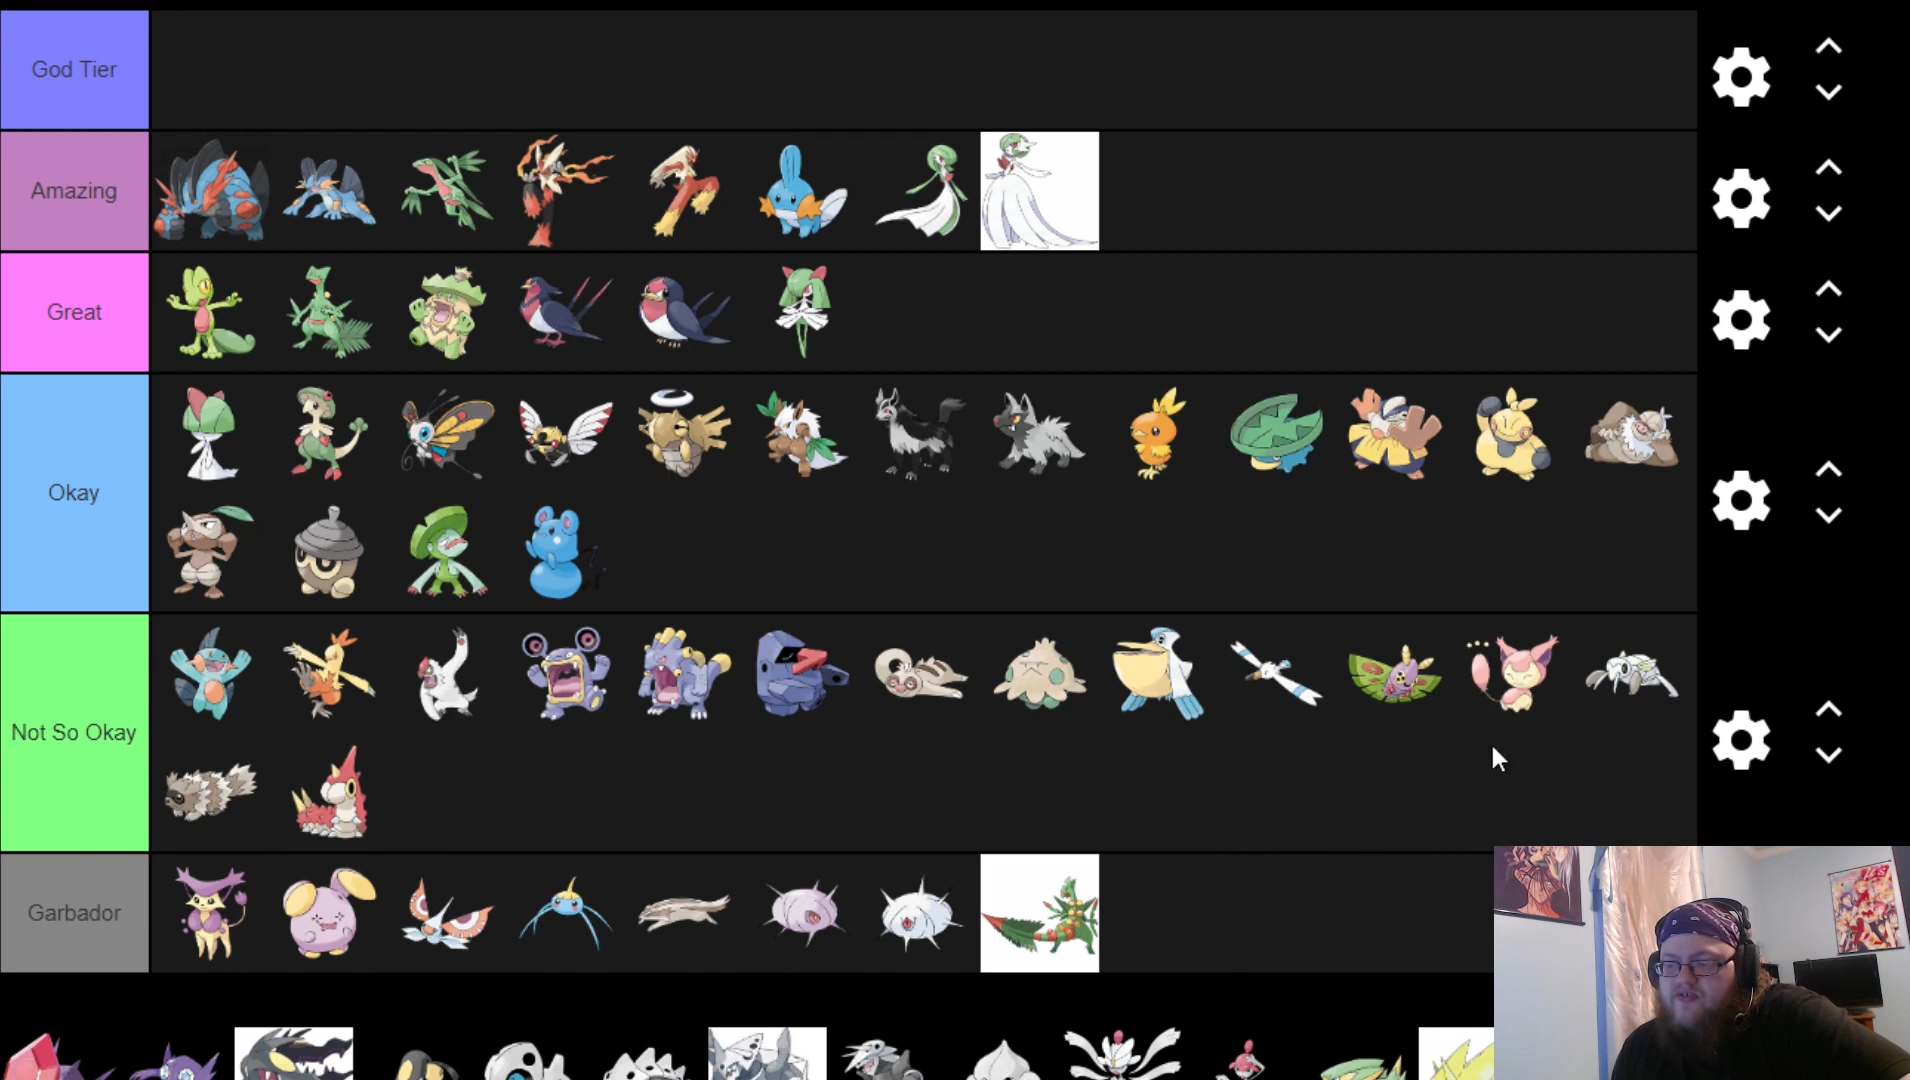 God Tier
Amazing
Great
Okay
Not So Okay
Garbador